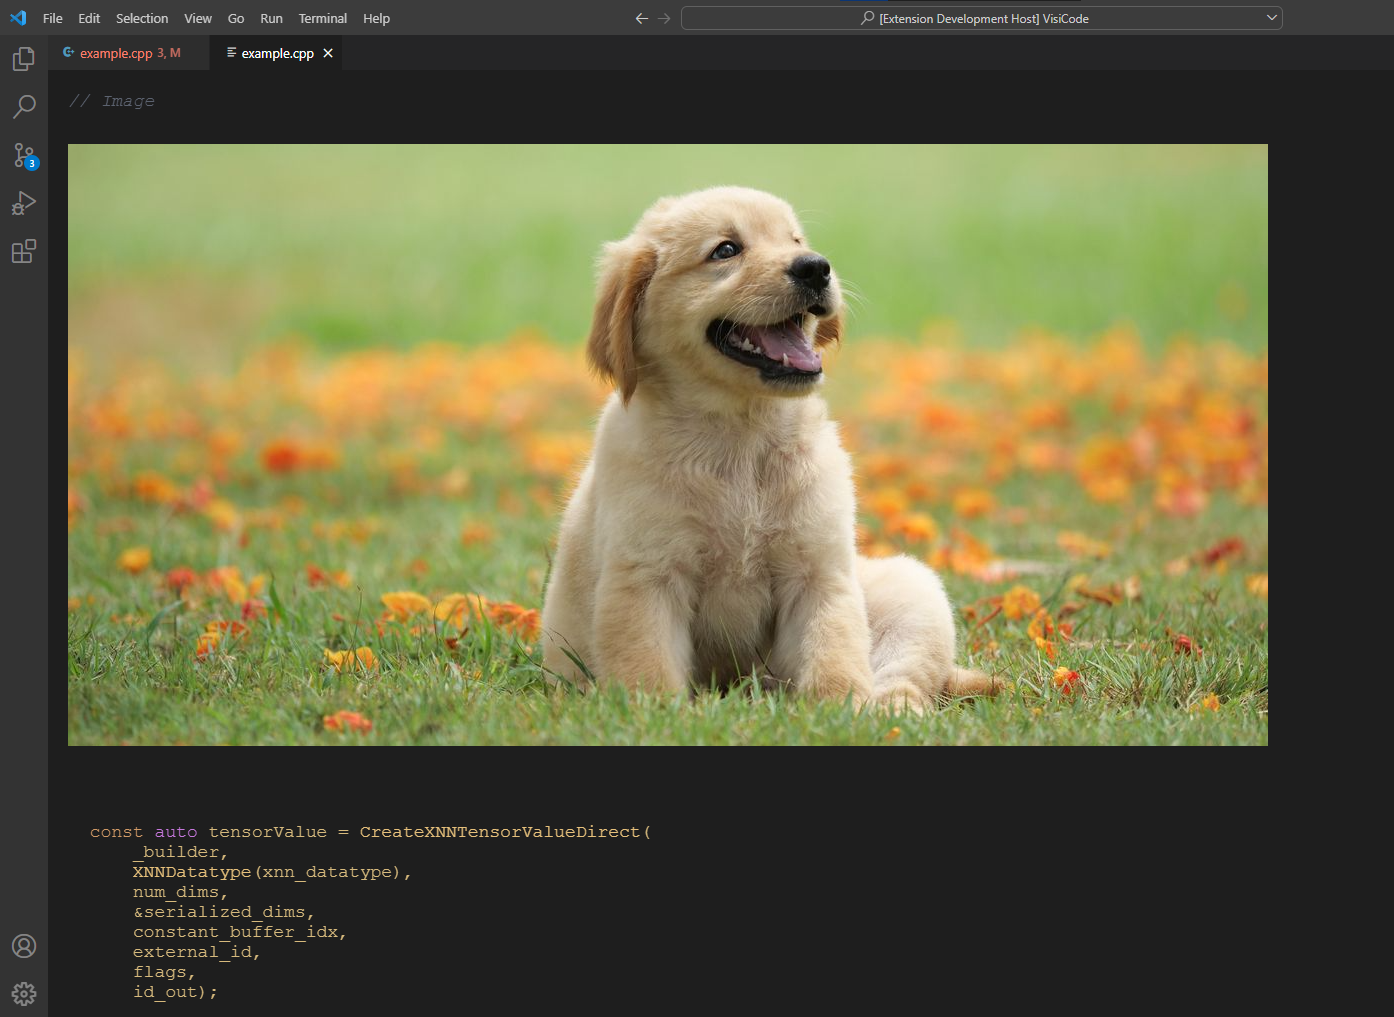 File Edit Selection View Go Run Terminal Help
[Extension Development Host] VisiCode
example.cpp 3, M
example.cpp
3
// Image
const auto tensorValue = CreateXNNTensorValueDirect(
_builder,
XNNDatatype(xnn_datatype),
num_dims,
&serialized_dims,
constant_buffer_idx,
external_id,
flags,
id_out);